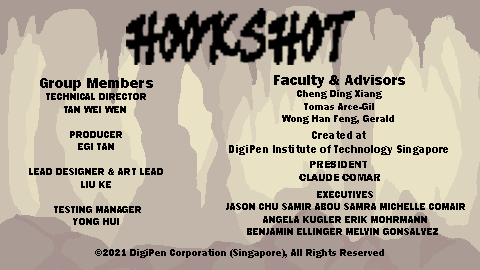 HOOKSHOT
Group Members
TECHNICAL DIRECTOR
TAN WEI WEN
PRODUCER
EGI TAN
LEAD DESIGNER & ART LEAD
LIU KE
TESTING MANAGER
YONG HUI
Faculty & Advisors
Cheng Ding Xiang
Tomas Arce-Gil
Wong Han Feng, Gerald
Created at
DigiPen Institute of Technology Singapore
PRESIDENT
CLAUDE COMAR
EXECUTIVES
JASON CHU SAMIR ABOU SAMRA MICHELLE COMAIR
ANGELA KUGLER ERIK MOHRMANN
BENJAMIN ELLINGER MELVIN GONSALVEZ
©2021 DigiPen Corporation (Singapore), All Rights Reserved